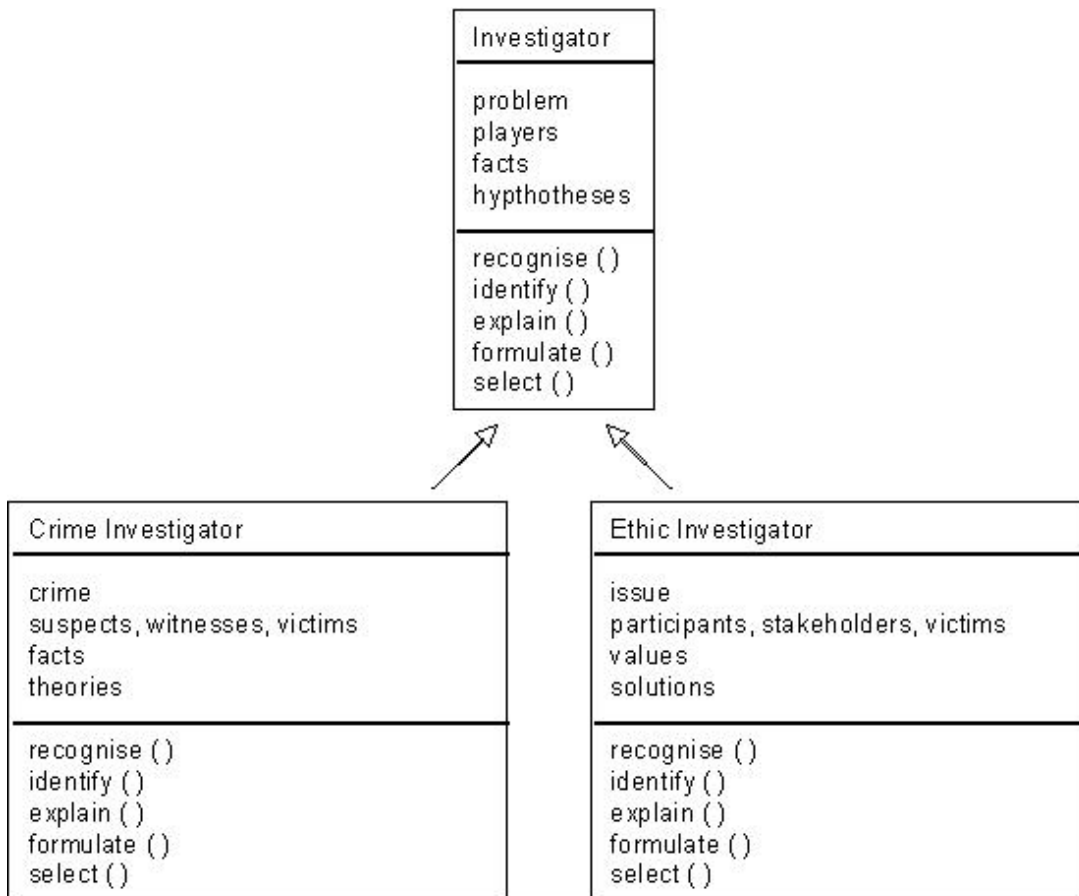 Investigator
problem
players
facts
hypthotheses
recognise ( )
identify ( )
explain ( )
formulate ( )
select ( )
Crime Investigator
crime
suspects, witnesses, victims
facts
theories
recognise ( )
identify ( )
explain ( )
formulate ( )
select ( )
Ethic Investigator
issue
participants, stakeholders, victims
values
solutions
recognise ( )
identify ( )
explain ( )
formulate ( )
select ( )